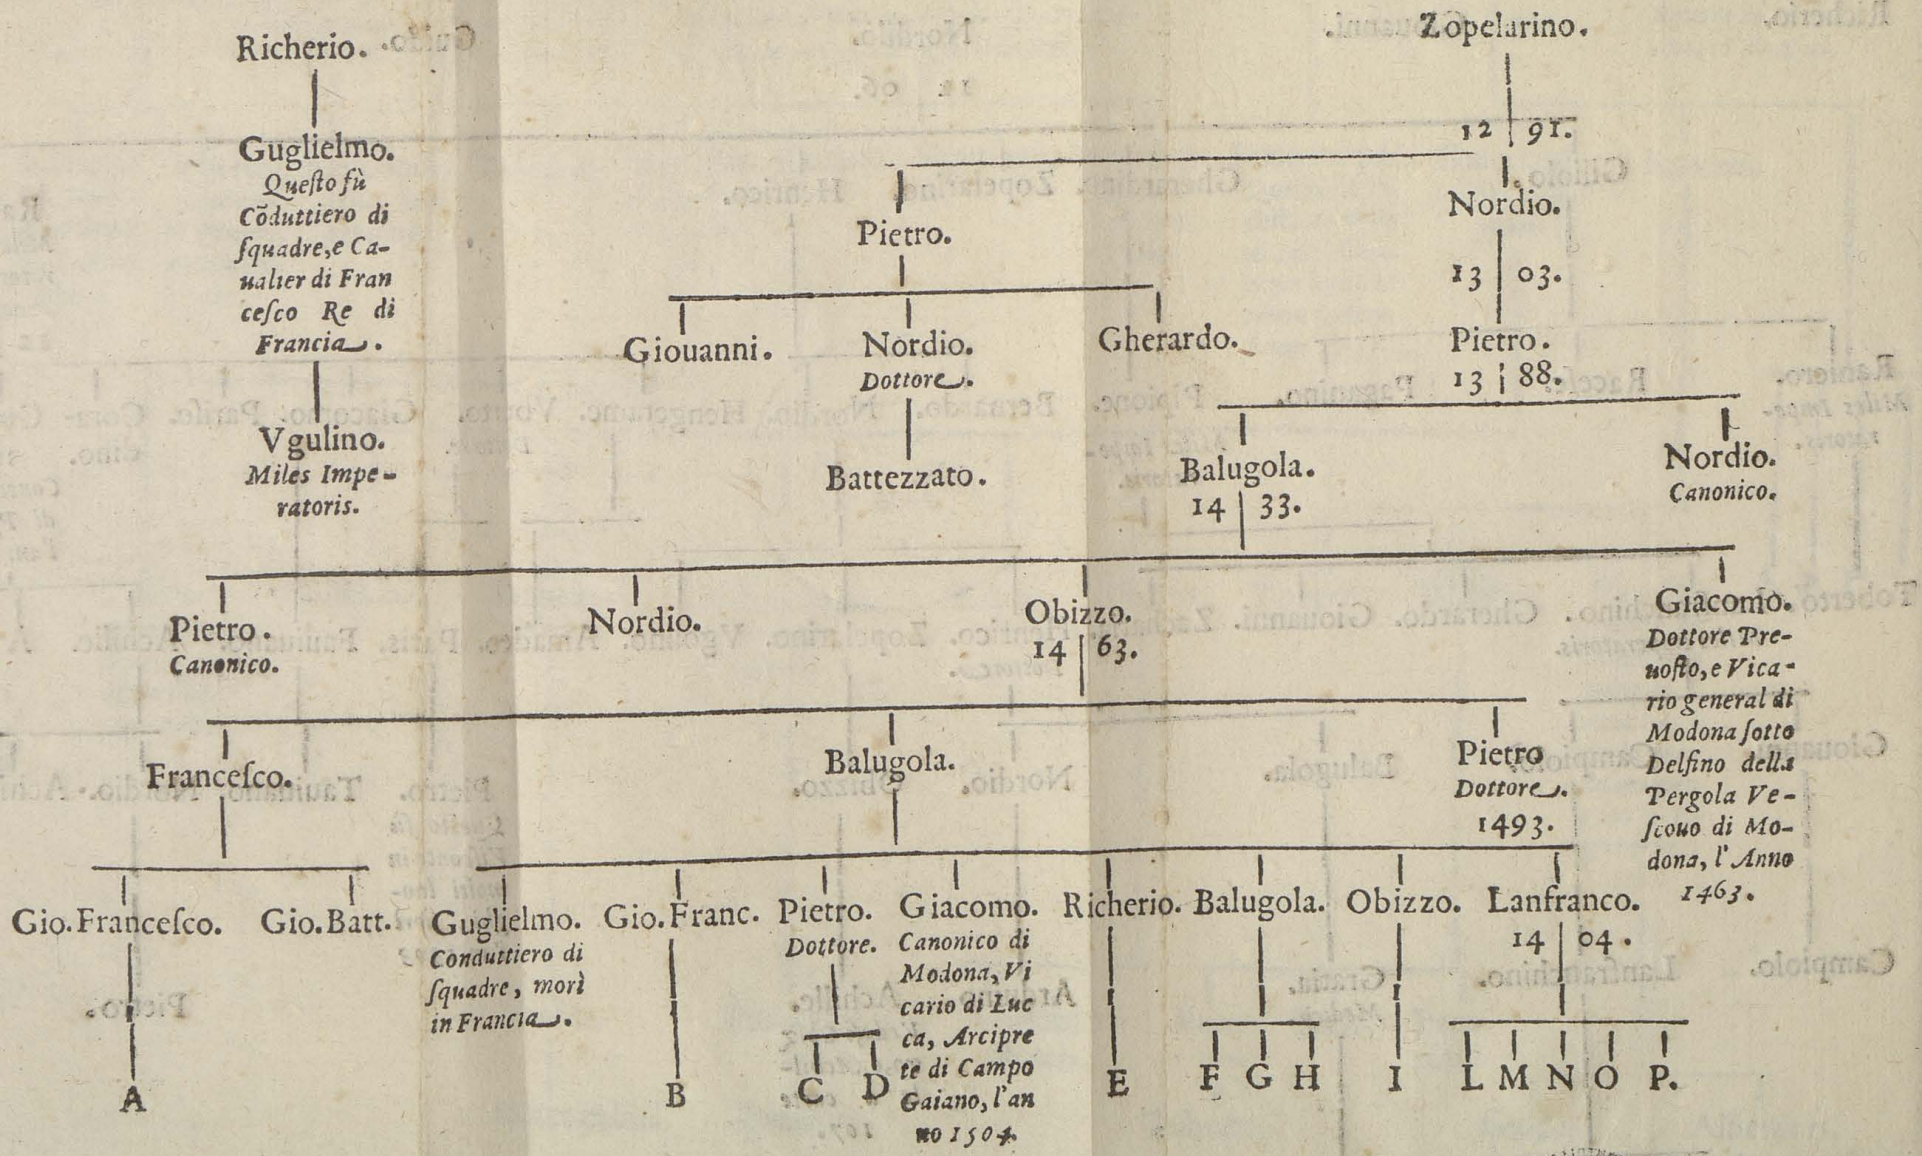 Richerio.
Guglielmo.
Queſto fù
Cõduttiero di
ſquadre, e Ca-
ualier di Fran
ceſco Re di
Francia.
Vgulino.
Miles Impe-
ratoris.
Zopelarino.
12 91.
Pietro.
Nordio.
13 03.
Giouanni.
Nordio.
Dottore.
Gherardo.
Pietro.
13 88.
Battezzato.
Balugola.
14 33.
Nordio.
Canonico.
Pietro.
Canonico.
Nordio.
Obizzo.
14 63.
Giacomo.
Dottore Pre-
uoſto, e Vica-
rio general di
Modona ſotto
Delfino della
Pergola Ve-
ſcouo di Mo-
dona, l'Anno
1463.
Franceſco.
Balugola.
Pietro
Dottore.
1493.
Gio. Franceſco.
Gio. Batt.
Guglielmo.
Conduttiero di
ſquadre, morì
in Francia.
Gio. Franc.
Pietro.
Dottore.
Giacomo.
Canonico di
Modona, Vi
cario di Luc
ca, Arcipre
te di Campo
Gaiano, l'an
no 1504.
Richerio.
Balugola.
Obizzo.
Lanfranco.
14 04.
A
B
C D
E
F G H
I
L M N O P.